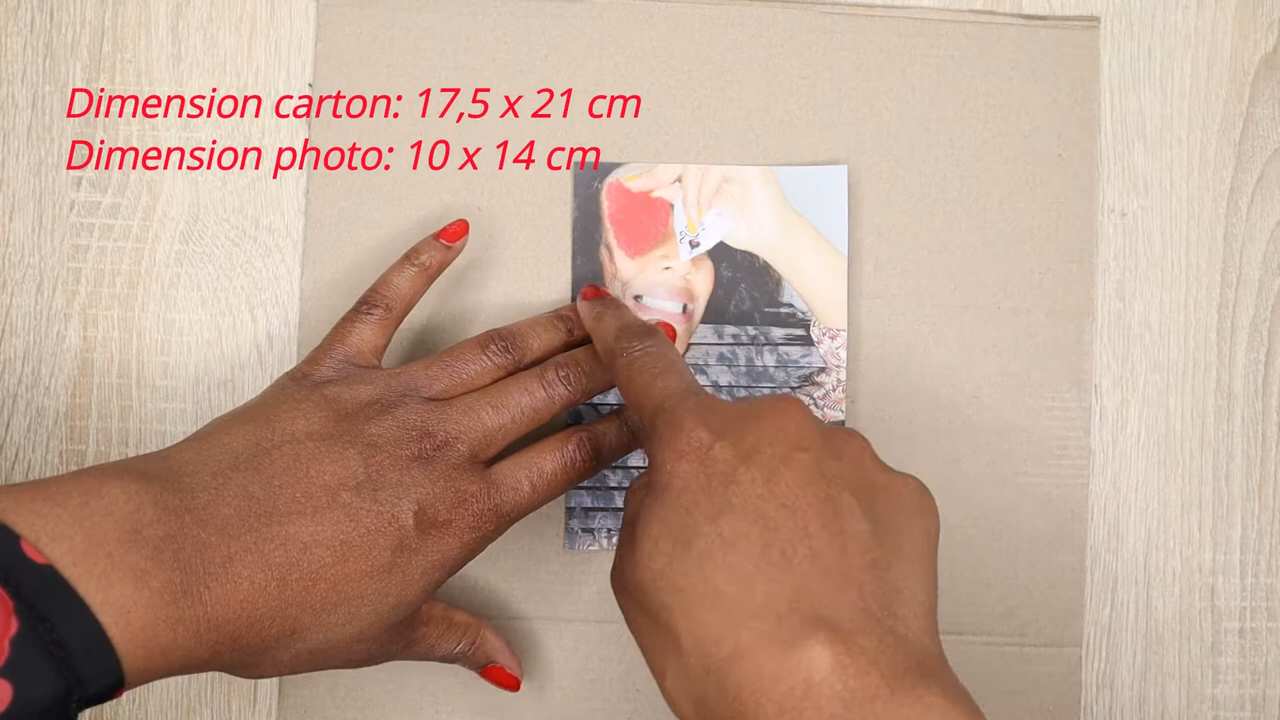 Dimension carton: 17,5 x 21 cm
Dimension photo: 10 x 14 cm